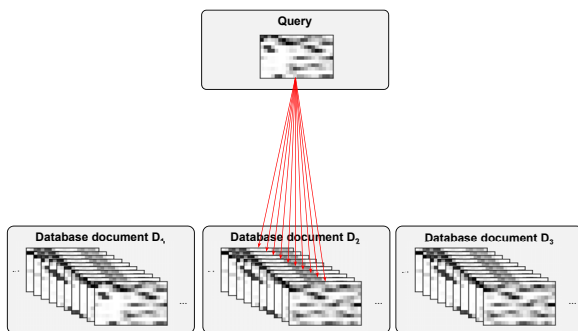 Query
Database document D₁
Database document D₂
Database document D₃
... ... ... ...